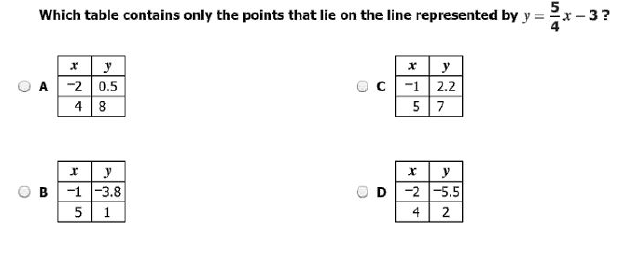 Which table contains only the points that lie on the line represented by y = 5/4 x − 3?
A
x y
−2 0.5
4 8
C
x y
−1 2.2
5 7
B
x y
−1 −3.8
5 1
D
x y
−2 −5.5
4 2